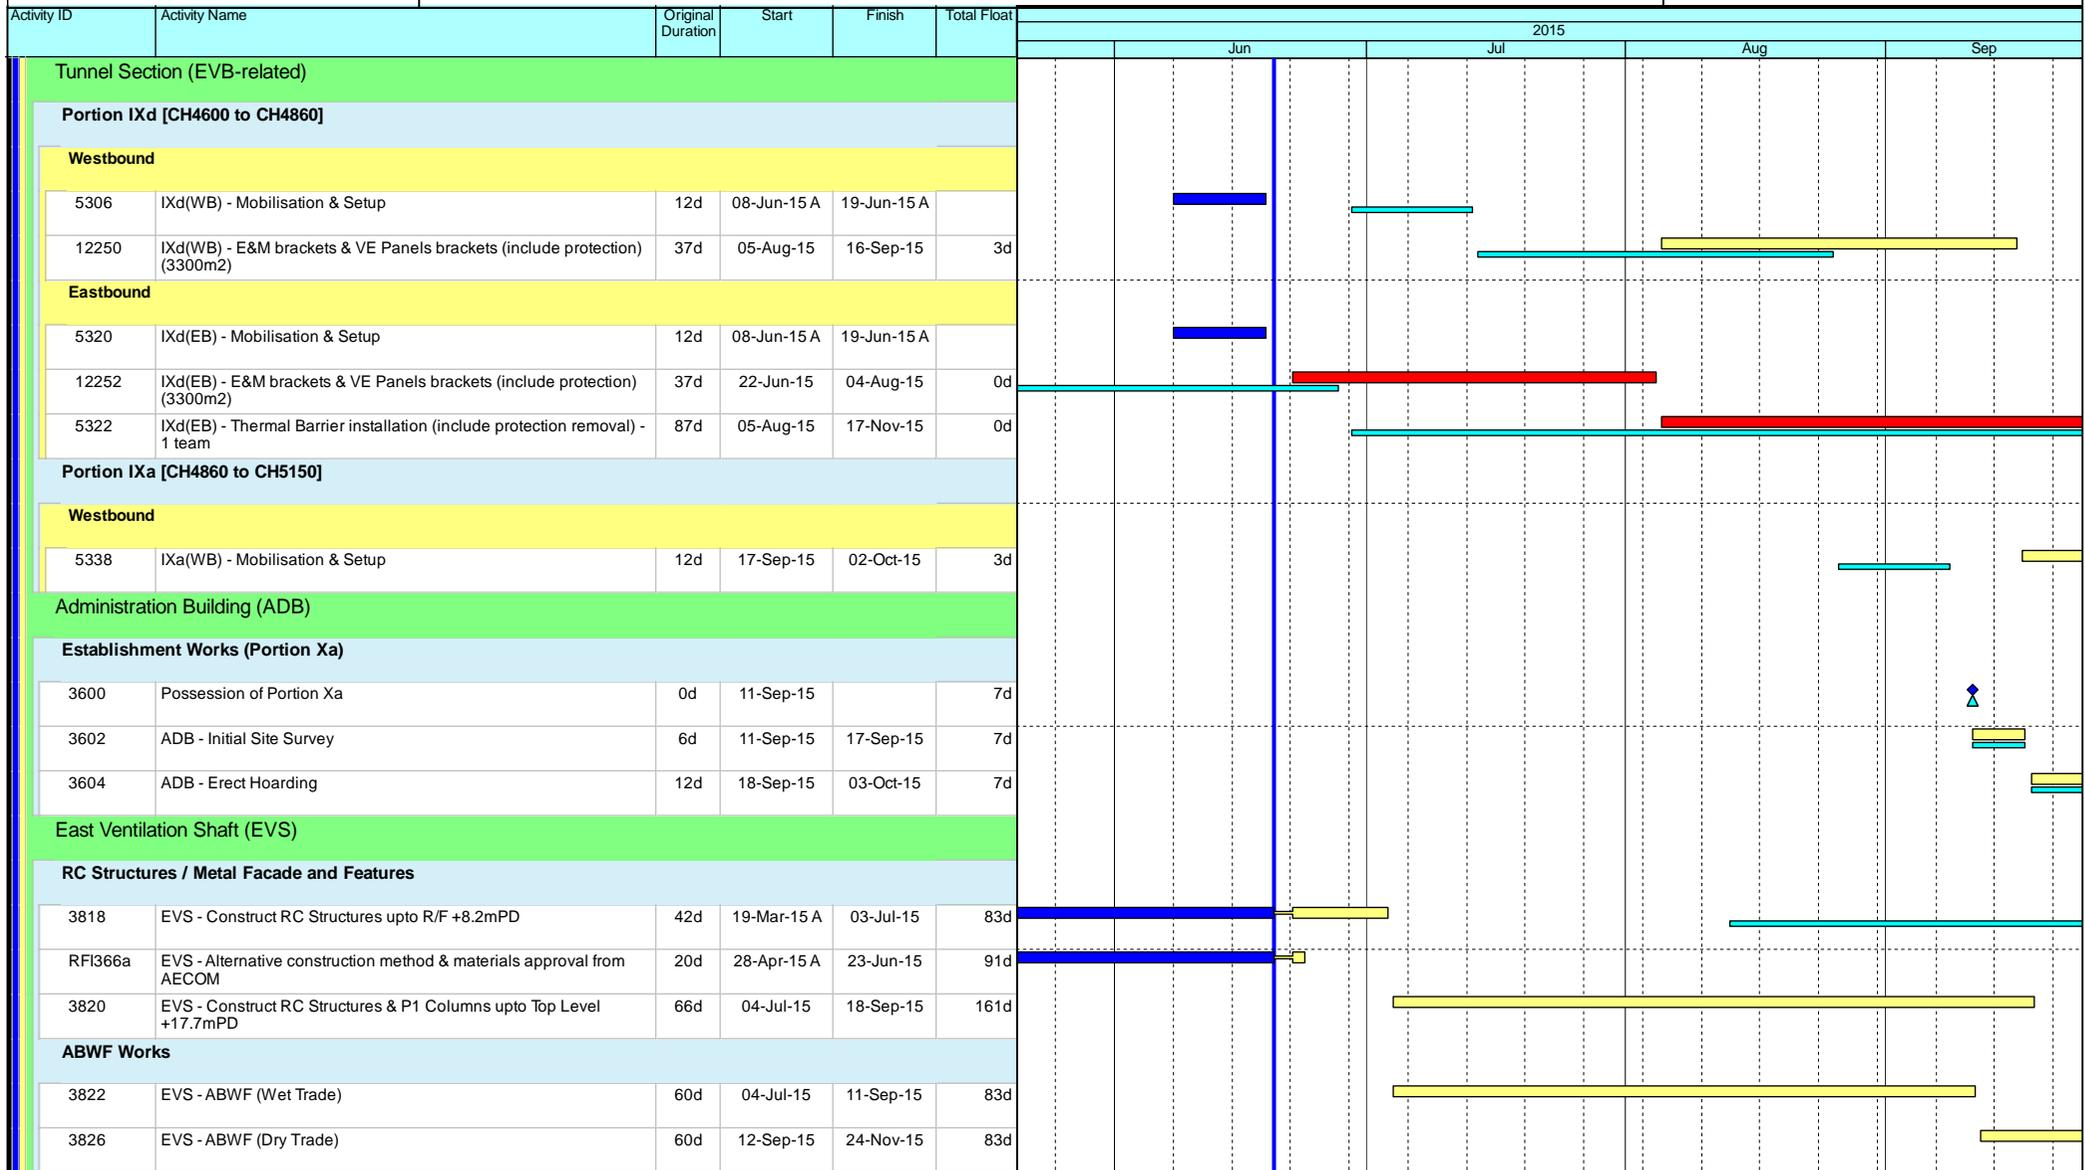 Activity ID Activity Name Original Start Finish Total Float
Duration
2015
Jun Jul Aug Sep
Tunnel Section (EVB-related)
Portion IXd [CH4600 to CH4860]
Westbound
5306 IXd(WB) - Mobilisation & Setup 12d 08-Jun-15 A 19-Jun-15 A
12250 IXd(WB) - E&M brackets & VE Panels brackets (include protection) 37d 05-Aug-15 16-Sep-15 3d
(3300m2)
Eastbound
5320 IXd(EB) - Mobilisation & Setup 12d 08-Jun-15 A 19-Jun-15 A
12252 IXd(EB) - E&M brackets & VE Panels brackets (include protection) 37d 22-Jun-15 04-Aug-15 0d
(3300m2)
5322 IXd(EB) - Thermal Barrier installation (include protection removal) - 87d 05-Aug-15 17-Nov-15 0d
1 team
Portion IXa [CH4860 to CH5150]
Westbound
5338 IXa(WB) - Mobilisation & Setup 12d 17-Sep-15 02-Oct-15 3d
Administration Building (ADB)
Establishment Works (Portion Xa)
3600 Possession of Portion Xa 0d 11-Sep-15 7d
3602 ADB - Initial Site Survey 6d 11-Sep-15 17-Sep-15 7d
3604 ADB - Erect Hoarding 12d 18-Sep-15 03-Oct-15 7d
East Ventilation Shaft (EVS)
RC Structures / Metal Facade and Features
3818 EVS - Construct RC Structures upto R/F +8.2mPD 42d 19-Mar-15 A 03-Jul-15 83d
RFI366a EVS - Alternative construction method & materials approval from 20d 28-Apr-15 A 23-Jun-15 91d
AECOM
3820 EVS - Construct RC Structures & P1 Columns upto Top Level 66d 04-Jul-15 18-Sep-15 161d
+17.7mPD
ABWF Works
3822 EVS - ABWF (Wet Trade) 60d 04-Jul-15 11-Sep-15 83d
3826 EVS - ABWF (Dry Trade) 60d 12-Sep-15 24-Nov-15 83d